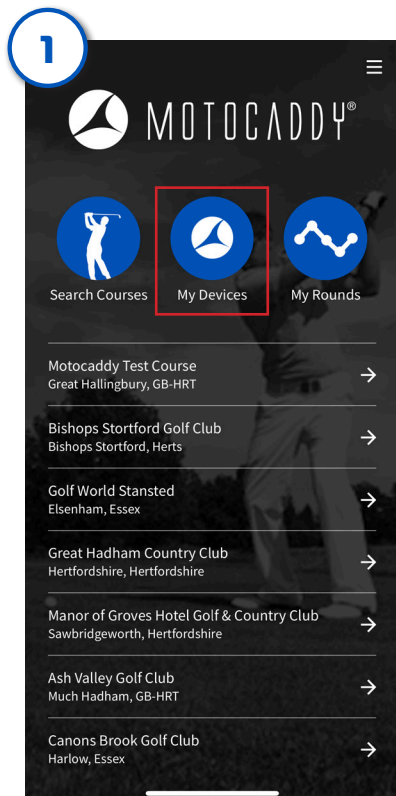 1
MOTOCADDY®
Search Courses
My Devices
My Rounds
Motocaddy Test Course
Great Hallingbury, GB-HRT
Bishops Stortford Golf Club
Bishops Stortford, Herts
Golf World Stansted
Elsenham, Essex
Great Hadham Country Club
Hertfordshire, Hertfordshire
Manor of Groves Hotel Golf & Country Club
Sawbridgeworth, Hertfordshire
Ash Valley Golf Club
Much Hadham, GB-HRT
Canons Brook Golf Club
Harlow, Essex